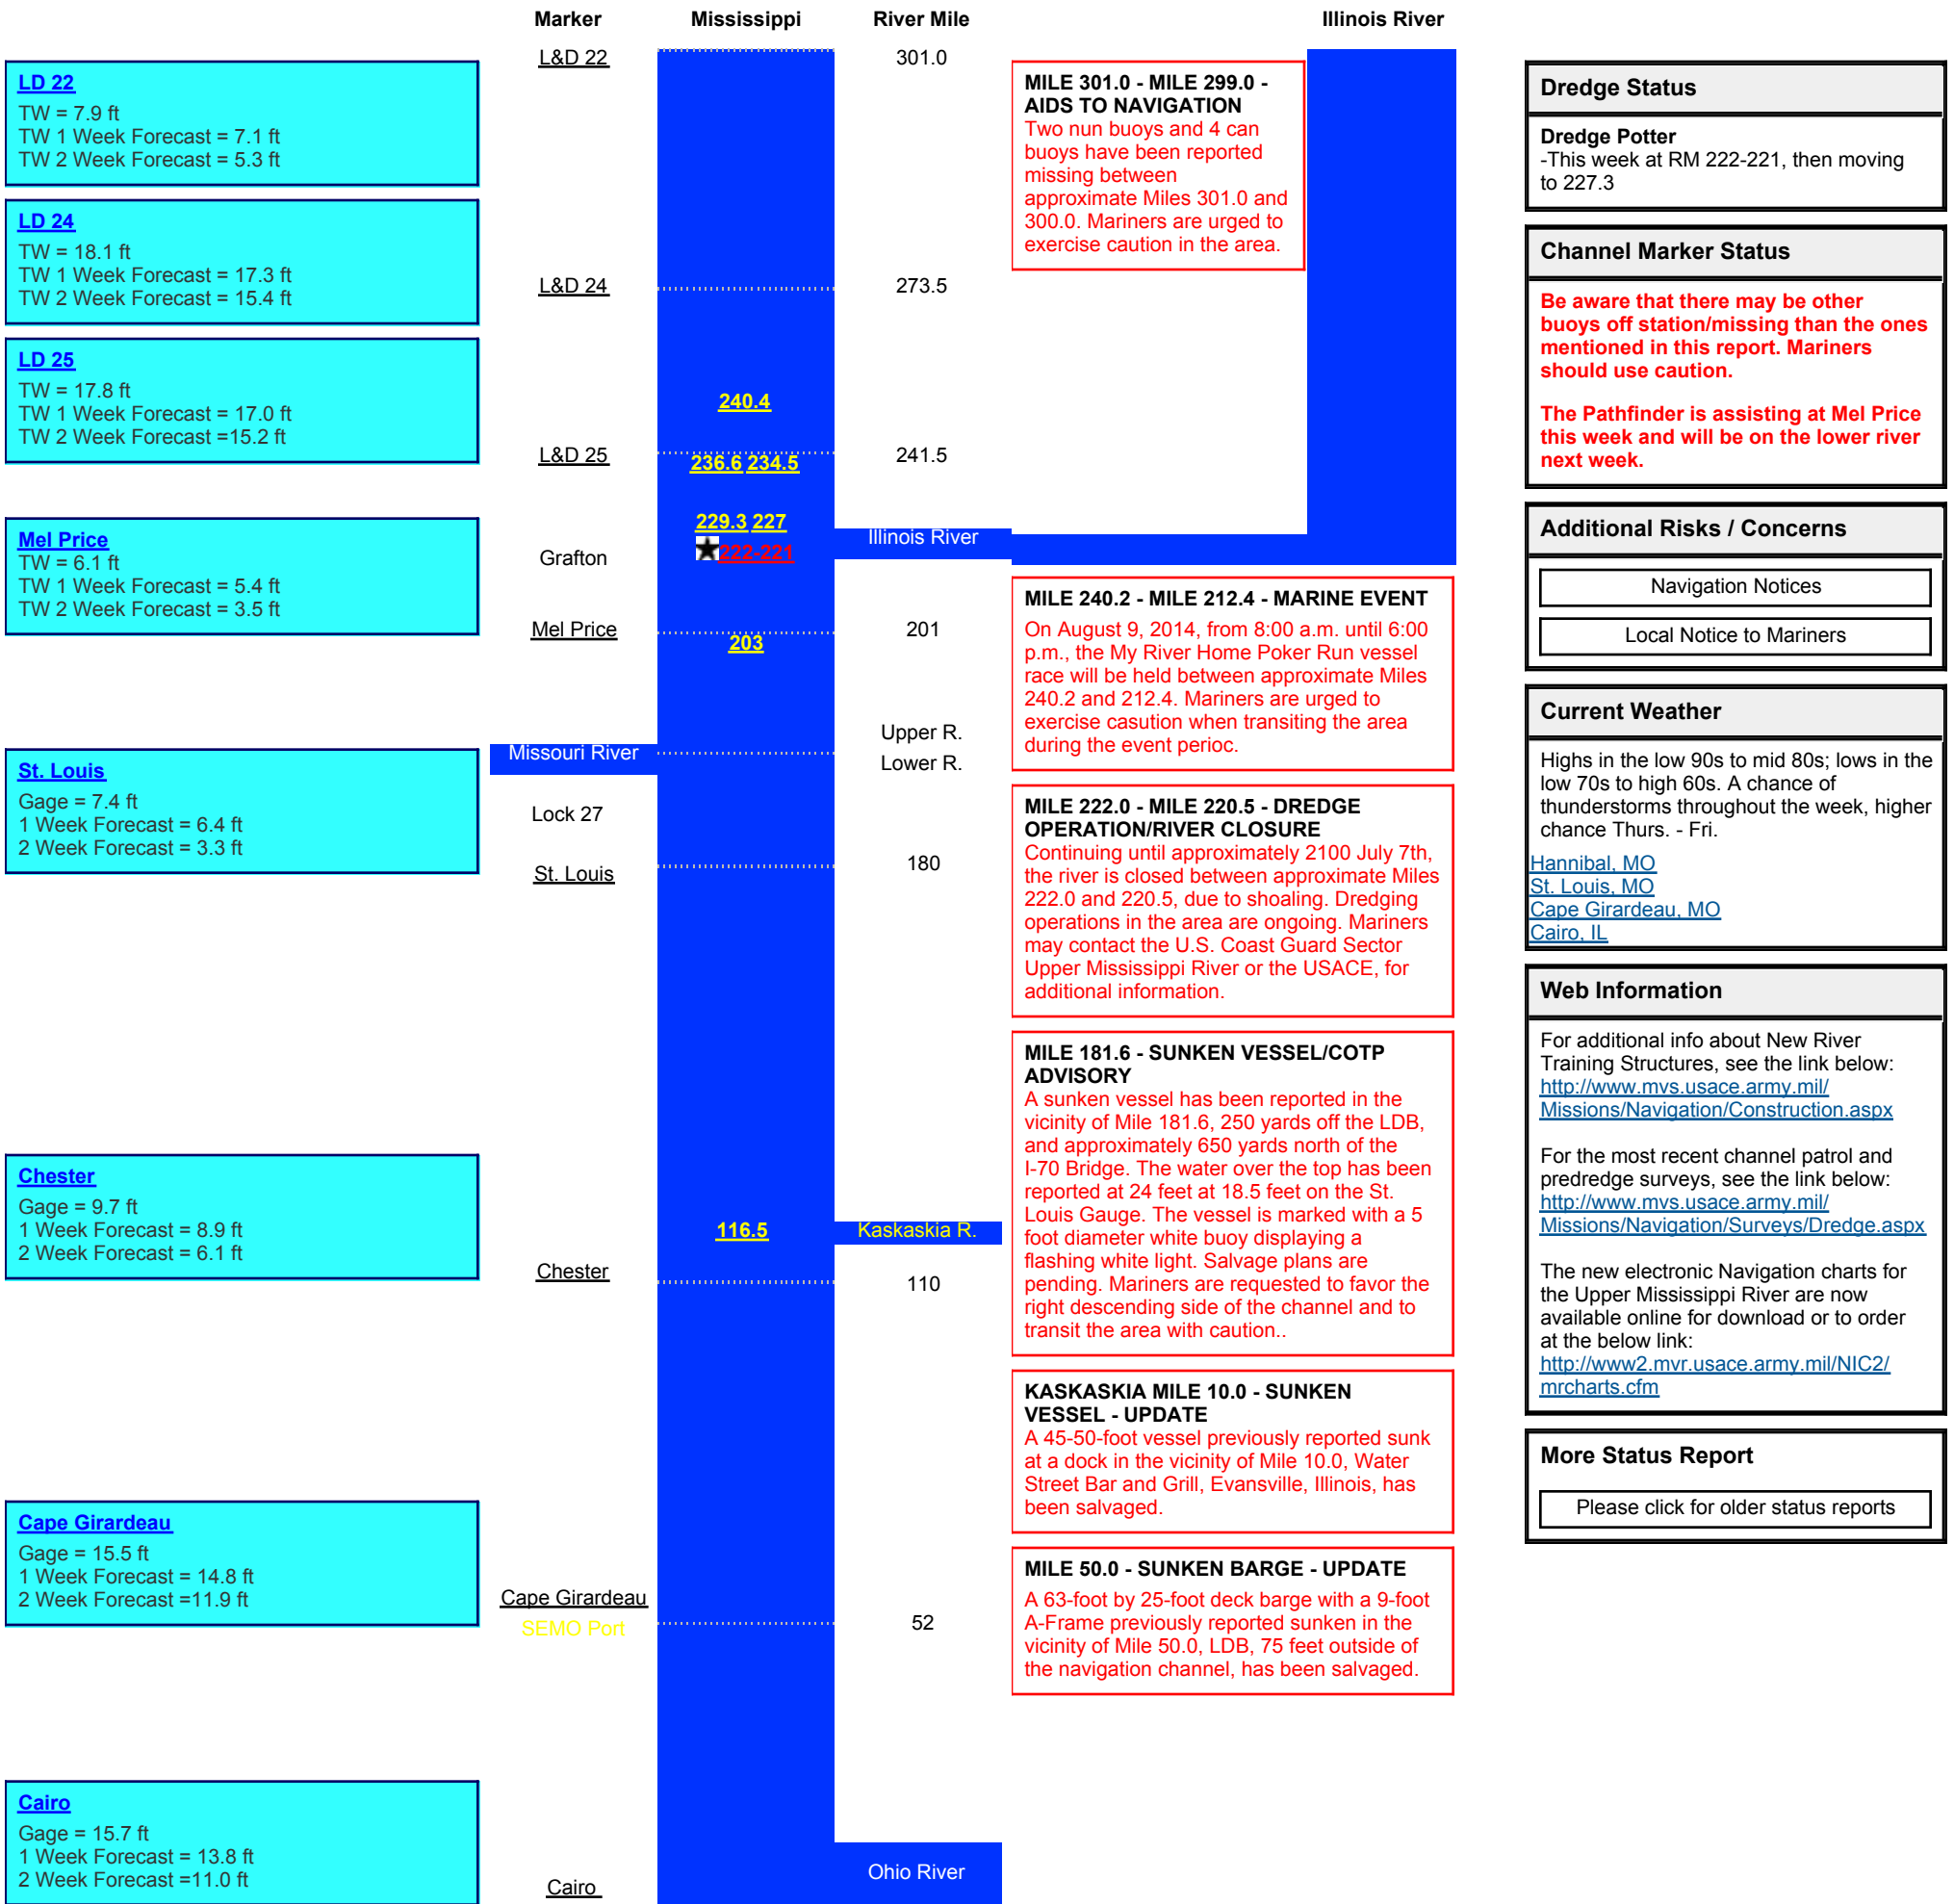 Marker
Mississippi
River Mile
Illinois River
L&D 22
301.0
LD 22
TW = 7.9 ft
TW 1 Week Forecast = 7.1 ft
TW 2 Week Forecast = 5.3 ft
LD 24
TW = 18.1 ft
TW 1 Week Forecast = 17.3 ft
TW 2 Week Forecast = 15.4 ft
L&D 24
273.5
LD 25
TW = 17.8 ft
TW 1 Week Forecast = 17.0 ft
TW 2 Week Forecast =15.2 ft
240.4
L&D 25
236.6 234.5
241.5
229.3 227
Illinois River
222-221
Grafton
Mel Price
TW = 6.1 ft
TW 1 Week Forecast = 5.4 ft
TW 2 Week Forecast = 3.5 ft
Mel Price
203
201
Upper R.
Lower R.
Missouri River
St. Louis
Gage = 7.4 ft
1 Week Forecast = 6.4 ft
2 Week Forecast = 3.3 ft
Lock 27
St. Louis
180
Chester
Gage = 9.7 ft
1 Week Forecast = 8.9 ft
2 Week Forecast = 6.1 ft
116.5
Kaskaskia R.
Chester
110
Cape Girardeau
Gage = 15.5 ft
1 Week Forecast = 14.8 ft
2 Week Forecast =11.9 ft
Cape Girardeau
SEMO Port
52
Cairo
Gage = 15.7 ft
1 Week Forecast = 13.8 ft
2 Week Forecast =11.0 ft
Cairo
Ohio River
MILE 301.0 - MILE 299.0 -
AIDS TO NAVIGATION
Two nun buoys and 4 can
buoys have been reported
missing between
approximate Miles 301.0 and
300.0. Mariners are urged to
exercise caution in the area.
MILE 240.2 - MILE 212.4 - MARINE EVENT
On August 9, 2014, from 8:00 a.m. until 6:00
p.m., the My River Home Poker Run vessel
race will be held between approximate Miles
240.2 and 212.4. Mariners are urged to
exercise casution when transiting the area
during the event perioc.
MILE 222.0 - MILE 220.5 - DREDGE
OPERATION/RIVER CLOSURE
Continuing until approximately 2100 July 7th,
the river is closed between approximate Miles
222.0 and 220.5, due to shoaling. Dredging
operations in the area are ongoing. Mariners
may contact the U.S. Coast Guard Sector
Upper Mississippi River or the USACE, for
additional information.
MILE 181.6 - SUNKEN VESSEL/COTP
ADVISORY
A sunken vessel has been reported in the
vicinity of Mile 181.6, 250 yards off the LDB,
and approximately 650 yards north of the
I-70 Bridge. The water over the top has been
reported at 24 feet at 18.5 feet on the St.
Louis Gauge. The vessel is marked with a 5
foot diameter white buoy displaying a
flashing white light. Salvage plans are
pending. Mariners are requested to favor the
right descending side of the channel and to
transit the area with caution..
KASKASKIA MILE 10.0 - SUNKEN
VESSEL - UPDATE
A 45-50-foot vessel previously reported sunk
at a dock in the vicinity of Mile 10.0, Water
Street Bar and Grill, Evansville, Illinois, has
been salvaged.
MILE 50.0 - SUNKEN BARGE - UPDATE
A 63-foot by 25-foot deck barge with a 9-foot
A-Frame previously reported sunken in the
vicinity of Mile 50.0, LDB, 75 feet outside of
the navigation channel, has been salvaged.
Dredge Status
Dredge Potter
-This week at RM 222-221, then moving
to 227.3
Channel Marker Status
Be aware that there may be other
buoys off station/missing than the ones
mentioned in this report. Mariners
should use caution.
The Pathfinder is assisting at Mel Price
this week and will be on the lower river
next week.
Additional Risks / Concerns
Navigation Notices
Local Notice to Mariners
Current Weather
Highs in the low 90s to mid 80s; lows in the
low 70s to high 60s. A chance of
thunderstorms throughout the week, higher
chance Thurs. - Fri.
Hannibal, MO
St. Louis, MO
Cape Girardeau, MO
Cairo, IL
Web Information
For additional info about New River
Training Structures, see the link below:
http://www.mvs.usace.army.mil/
Missions/Navigation/Construction.aspx
For the most recent channel patrol and
predredge surveys, see the link below:
http://www.mvs.usace.army.mil/
Missions/Navigation/Surveys/Dredge.aspx
The new electronic Navigation charts for
the Upper Mississippi River are now
available online for download or to order
at the below link:
http://www2.mvr.usace.army.mil/NIC2/
mrcharts.cfm
More Status Report
Please click for older status reports